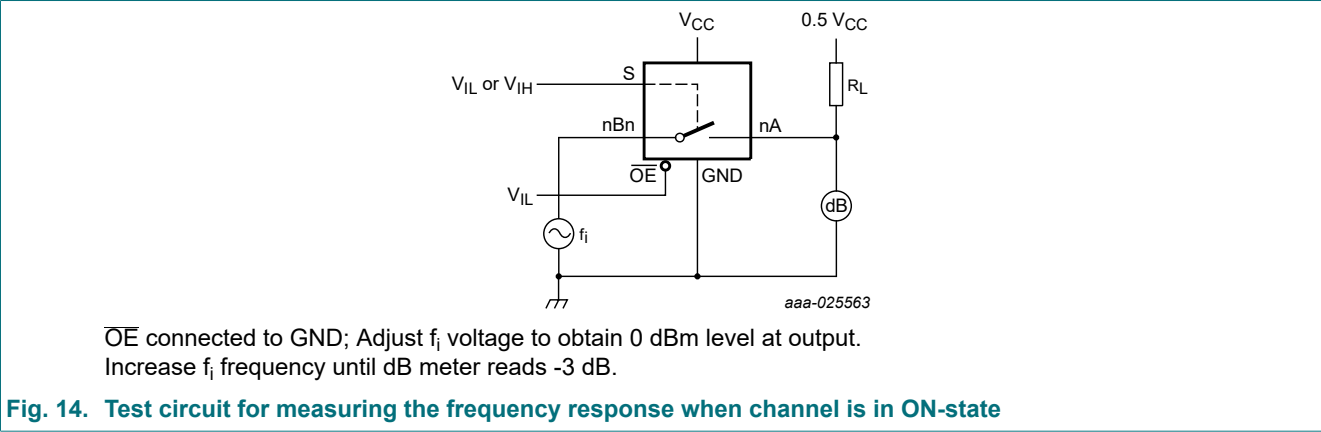 VCC
0.5 VCC
S
VIL or VIH
RL
nBn
nA
OE
GND
VIL
dB
fi
aaa-025563
OE connected to GND; Adjust fi voltage to obtain 0 dBm level at output.
Increase fi frequency until dB meter reads -3 dB.
Fig. 14. Test circuit for measuring the frequency response when channel is in ON-state